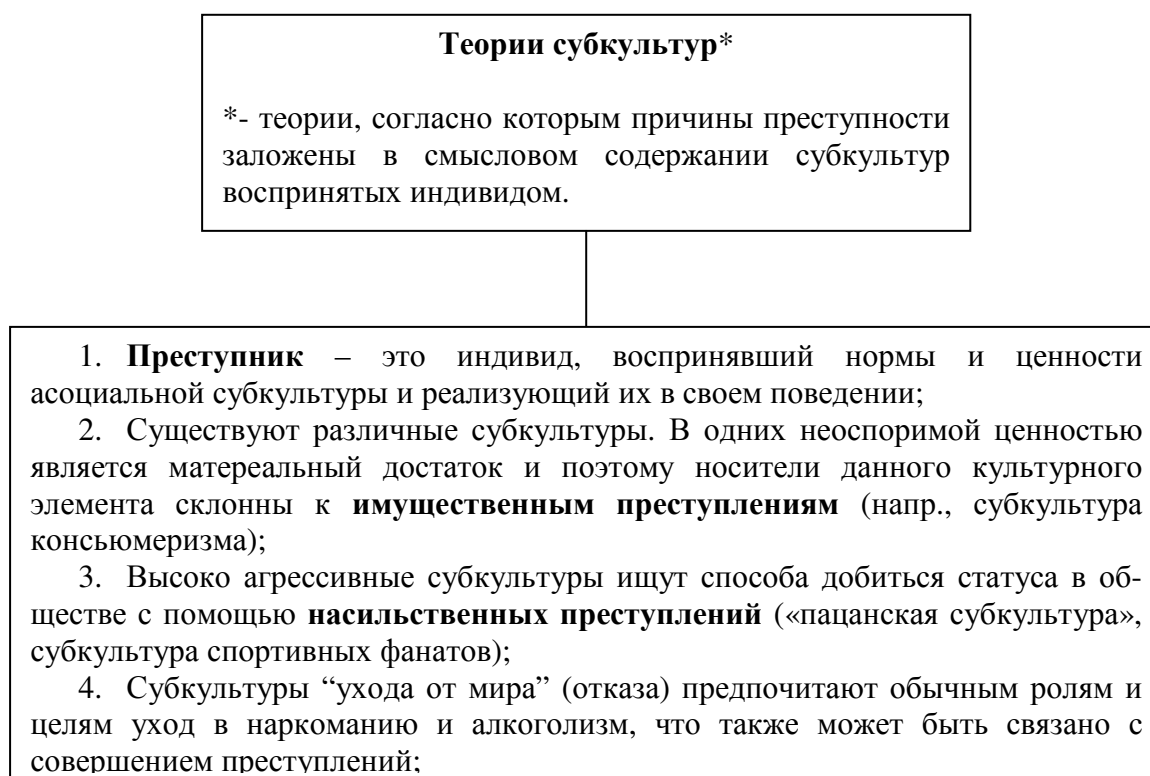 Теории субкультур*
*- теории, согласно которым причины преступности
заложены в смысловом содержании субкультур
воспринятых индивидом.
1. Преступник – это индивид, воспринявший нормы и ценности
асоциальной субкультуры и реализующий их в своем поведении;
2. Существуют различные субкультуры. В одних неоспоримой ценностью
является матереальный достаток и поэтому носители данного культурного
элемента склонны к имущественным преступлениям (напр., субкультура
консьюмеризма);
3. Высоко агрессивные субкультуры ищут способа добиться статуса в об-
ществе с помощью насильственных преступлений («пацанская субкультура»,
субкультура спортивных фанатов);
4. Субкультуры “ухода от мира” (отказа) предпочитают обычным ролям и
целям уход в наркоманию и алкоголизм, что также может быть связано с
совершением преступлений;